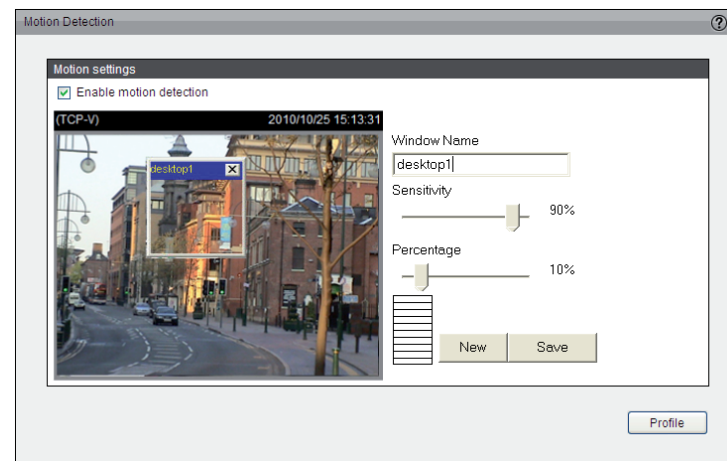 Motion Detection
?
Motion settings
Enable motion detection
(TCP-V) 2010/10/25 15:13:31
desktop1
Window Name
desktop1
Sensitivity
90%
Percentage
10%
New Save
Profile